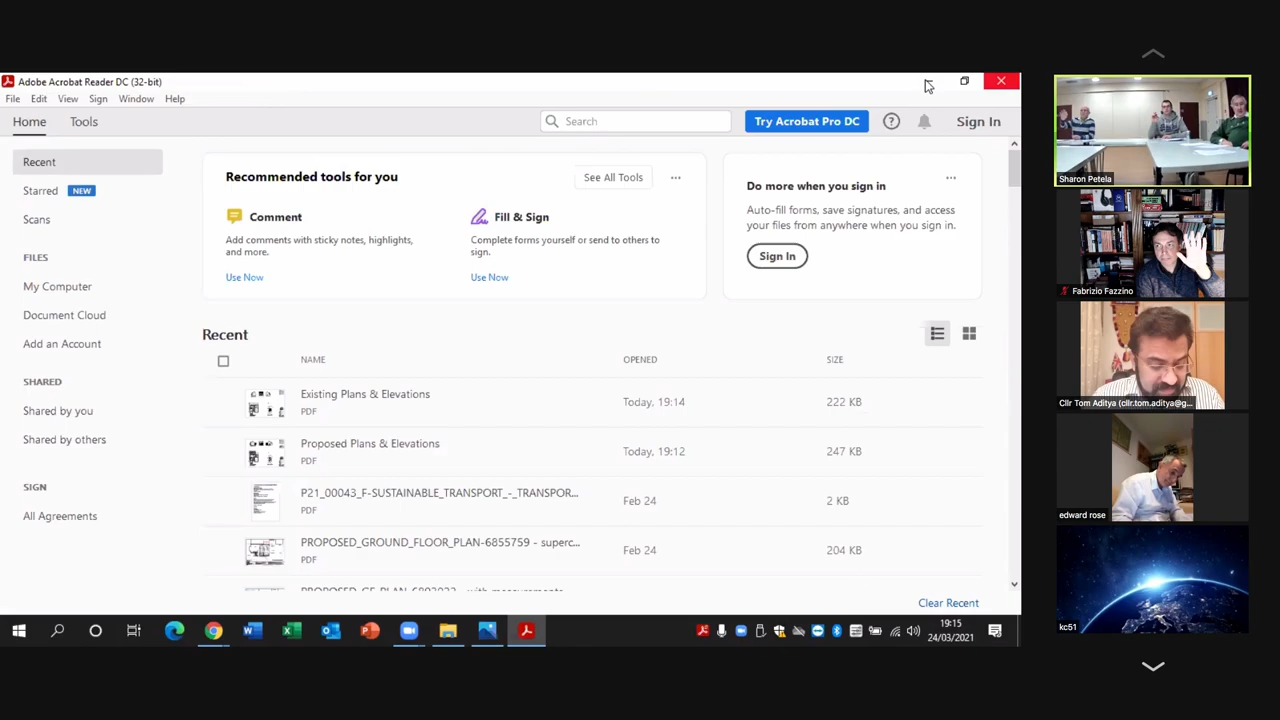 Adobe Acrobat Reader DC (32-bit)
File Edit View Sign Window Help
Home Tools
Search
Try Acrobat Pro DC
Sign In
Recent
Starred NEW
Scans
FILES
My Computer
Document Cloud
Add an Account
SHARED
Shared by you
Shared by others
SIGN
All Agreements
Recommended tools for you
See All Tools
Comment
Add comments with sticky notes, highlights,
and more.
Use Now
Fill & Sign
Complete forms yourself or send to others to
sign.
Use Now
Do more when you sign in
Auto-fill forms, save signatures, and access
your files from anywhere when you sign in.
Sign In
Recent
NAME OPENED SIZE
Existing Plans & Elevations
PDF
Today, 19:14 222 KB
Proposed Plans & Elevations
PDF
Today, 19:12 247 KB
P21_00043_F-SUSTAINABLE_TRANSPORT_-_TRANSPOR...
PDF
Feb 24 2 KB
PROPOSED_GROUND_FLOOR_PLAN-6855759 - superc...
PDF
Feb 24 204 KB
Clear Recent
19:15
24/03/2021
Sharon Petela
Fabrizio Fazzino
Cllr Tom Aditya (cllr.tom.aditya@g...
edward rose
kc51